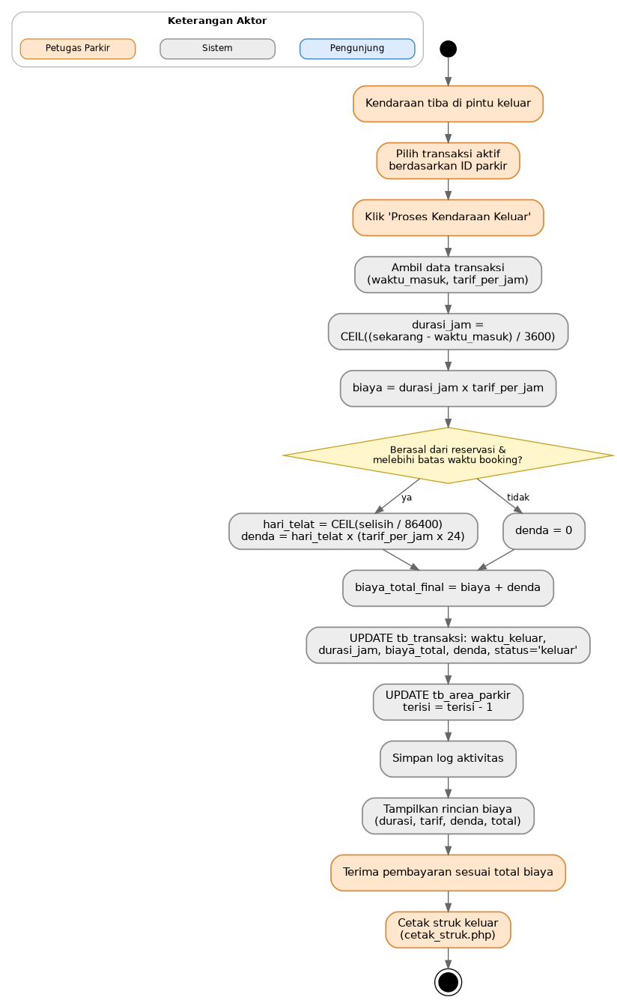 Keterangan Aktor
Petugas Parkir
Sistem
Pengunjung
Kendaraan tiba di pintu keluar
Pilih transaksi aktif
berdasarkan ID parkir
Klik 'Proses Kendaraan Keluar'
Ambil data transaksi
(waktu_masuk, tarif_per_jam)
durasi_jam =
CEIL((sekarang - waktu_masuk) / 3600)
biaya = durasi_jam x tarif_per_jam
Berasal dari reservasi &
melebihi batas waktu booking?
ya
tidak
hari_telat = CEIL(selisih / 86400)
denda = hari_telat x (tarif_per_jam x 24)
denda = 0
biaya_total_final = biaya + denda
UPDATE tb_transaksi: waktu_keluar,
durasi_jam, biaya_total, denda, status='keluar'
UPDATE tb_area_parkir
terisi = terisi - 1
Simpan log aktivitas
Tampilkan rincian biaya
(durasi, tarif, denda, total)
Terima pembayaran sesuai total biaya
Cetak struk keluar
(cetak_struk.php)